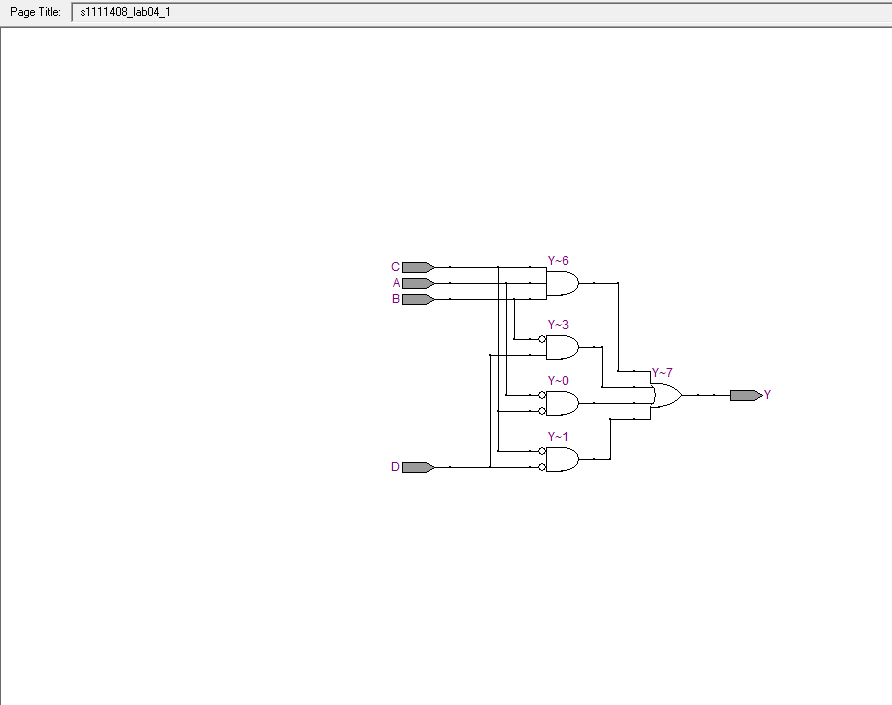 Page Title: s1111408_lab04_1
Y~6
C
A
B
Y~3
Y~7
Y~0
Y
Y~1
D